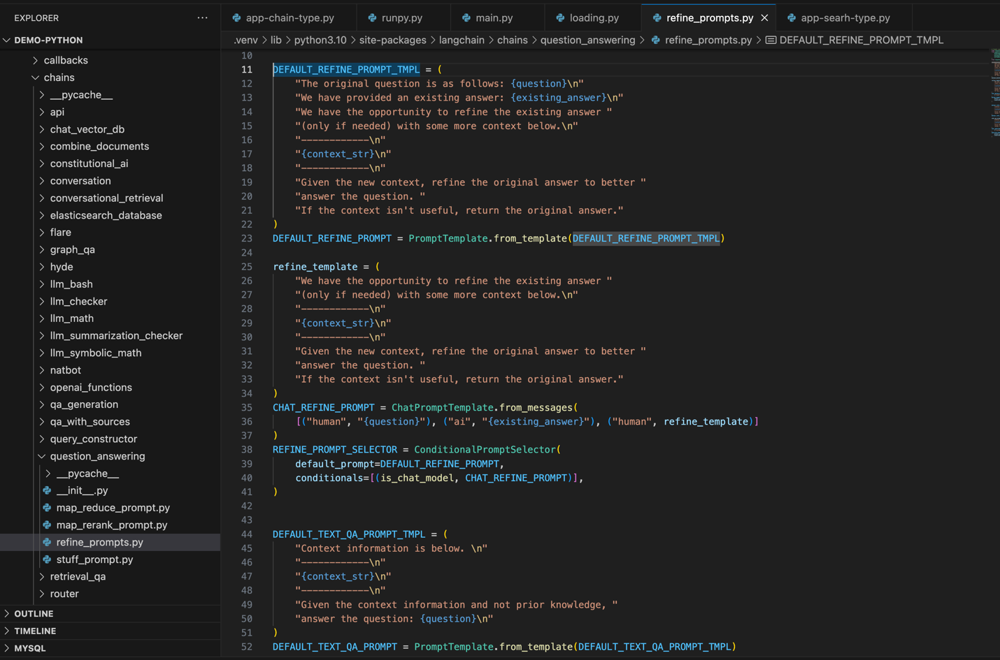 EXPLORER
···
DEMO-PYTHON
callbacks
chains
__pycache__
api
chat_vector_db
combine_documents
constitutional_ai
conversation
conversational_retrieval
elasticsearch_database
flare
graph_qa
hyde
llm_bash
llm_checker
llm_math
llm_summarization_checker
llm_symbolic_math
natbot
openai_functions
qa_generation
qa_with_sources
query_constructor
question_answering
__pycache__
__init__.py
map_reduce_prompt.py
map_rerank_prompt.py
refine_prompts.py
stuff_prompt.py
retrieval_qa
router
OUTLINE
TIMELINE
MYSQL
app-chain-type.py
runpy.py
main.py
loading.py
refine_prompts.py
app-searh-type.py
.venv > lib > python3.10 > site-packages > langchain > chains > question_answering > refine_prompts.py > DEFAULT_REFINE_PROMPT_TMPL
10
11 DEFAULT_REFINE_PROMPT_TMPL = (
12 "The original question is as follows: {question}\n"
13 "We have provided an existing answer: {existing_answer}\n"
14 "We have the opportunity to refine the existing answer "
15 "(only if needed) with some more context below.\n"
16 "------------\n"
17 "{context_str}\n"
18 "------------\n"
19 "Given the new context, refine the original answer to better "
20 "answer the question. "
21 "If the context isn't useful, return the original answer."
22 )
23 DEFAULT_REFINE_PROMPT = PromptTemplate.from_template(DEFAULT_REFINE_PROMPT_TMPL)
24
25 refine_template = (
26 "We have the opportunity to refine the existing answer "
27 "(only if needed) with some more context below.\n"
28 "------------\n"
29 "{context_str}\n"
30 "------------\n"
31 "Given the new context, refine the original answer to better "
32 "answer the question. "
33 "If the context isn't useful, return the original answer."
34 )
35 CHAT_REFINE_PROMPT = ChatPromptTemplate.from_messages(
36 [("human", "{question}"), ("ai", "{existing_answer}"), ("human", refine_template)]
37 )
38 REFINE_PROMPT_SELECTOR = ConditionalPromptSelector(
39 default_prompt=DEFAULT_REFINE_PROMPT,
40 conditionals=[(is_chat_model, CHAT_REFINE_PROMPT)],
41 )
42
43
44 DEFAULT_TEXT_QA_PROMPT_TMPL = (
45 "Context information is below. \n"
46 "------------\n"
47 "{context_str}\n"
48 "------------\n"
49 "Given the context information and not prior knowledge, "
50 "answer the question: {question}\n"
51 )
52 DEFAULT_TEXT_QA_PROMPT = PromptTemplate.from_template(DEFAULT_TEXT_QA_PROMPT_TMPL)